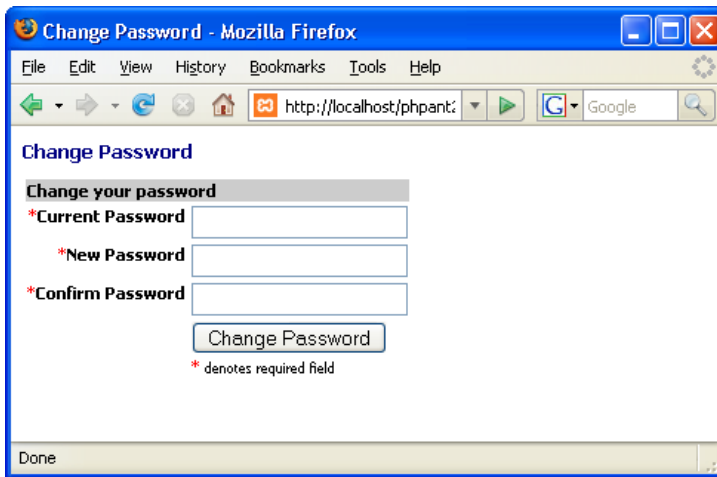 Change Password - Mozilla Firefox
File Edit View History Bookmarks Tools Help
http://localhost/phpant2 G Google
Change Password
Change your password
*Current Password
*New Password
*Confirm Password
Change Password
* denotes required field
Done